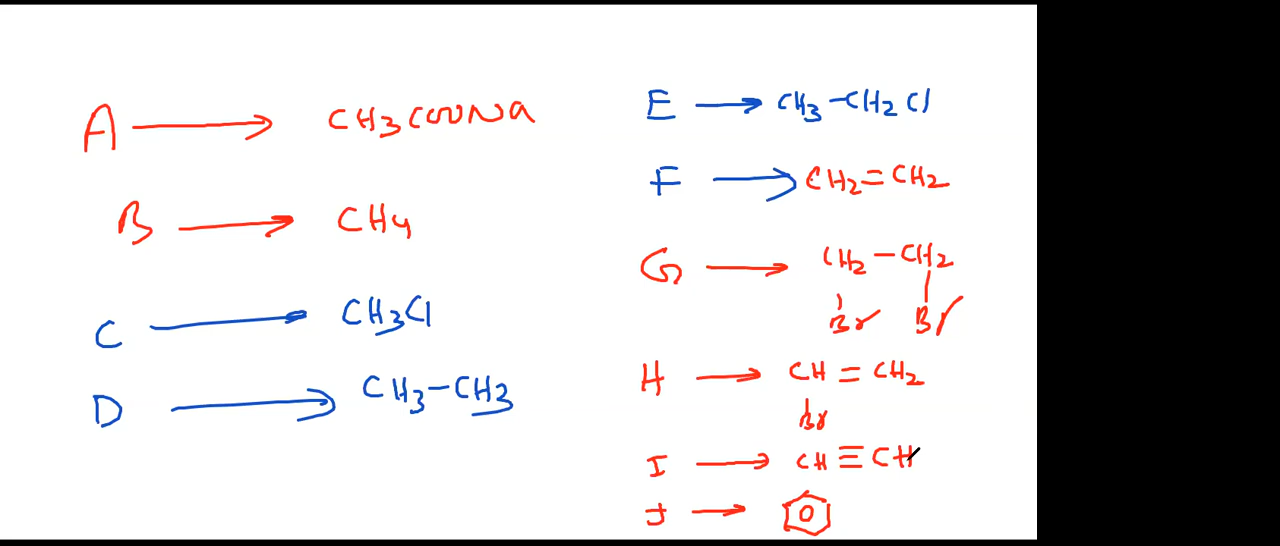 A → CH3COONa
B → CH4
C → CH3Cl
D → CH3-CH3
E → CH3-CH2Cl
F → CH2=CH2
G → CH2-CH2
Br Br
H → CH=CH2
Br
I → CH≡CH
J →